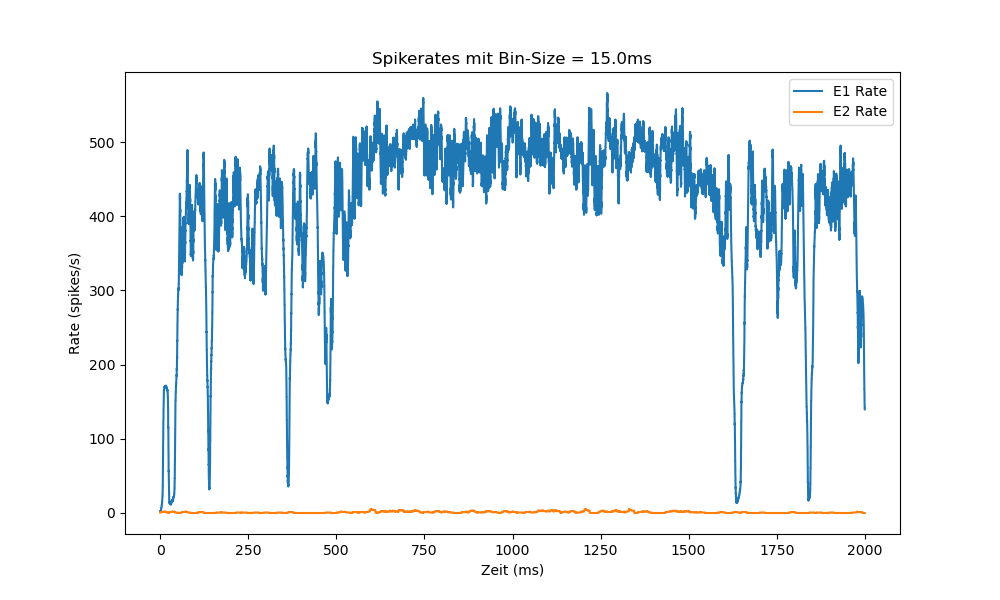 Spikerates mit Bin-Size = 15.0ms
E1 Rate
E2 Rate
500
400
300
200
100
0
Rate (spikes/s)
0 250 500 750 1000 1250 1500 1750 2000
Zeit (ms)